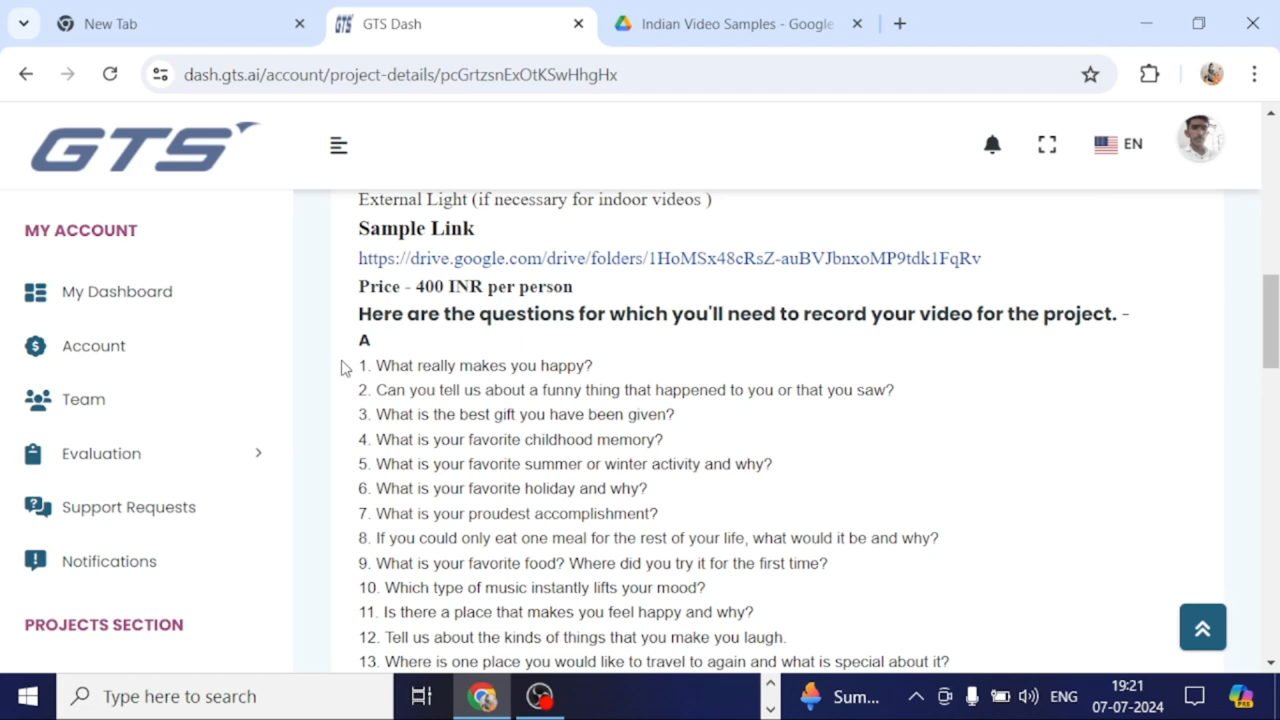 New Tab
GTS Dash
Indian Video Samples - Google
dash.gts.ai/account/project-details/pcGrtzsnExOtKSwHhgHx
GTS
EN
MY ACCOUNT
My Dashboard
Account
Team
Evaluation
Support Requests
Notifications
PROJECTS SECTION
External Light (if necessary for indoor videos )
Sample Link
https://drive.google.com/drive/folders/1HoMSx48cRsZ-auBVJbnxoMP9tdk1FqRv
Price - 400 INR per person
Here are the questions for which you'll need to record your video for the project. -
A
1. What really makes you happy?
2. Can you tell us about a funny thing that happened to you or that you saw?
3. What is the best gift you have been given?
4. What is your favorite childhood memory?
5. What is your favorite summer or winter activity and why?
6. What is your favorite holiday and why?
7. What is your proudest accomplishment?
8. If you could only eat one meal for the rest of your life, what would it be and why?
9. What is your favorite food? Where did you try it for the first time?
10. Which type of music instantly lifts your mood?
11. Is there a place that makes you feel happy and why?
12. Tell us about the kinds of things that you make you laugh.
13. Where is one place you would like to travel to again and what is special about it?
Type here to search
Sum...
ENG
19:21
07-07-2024
PRE